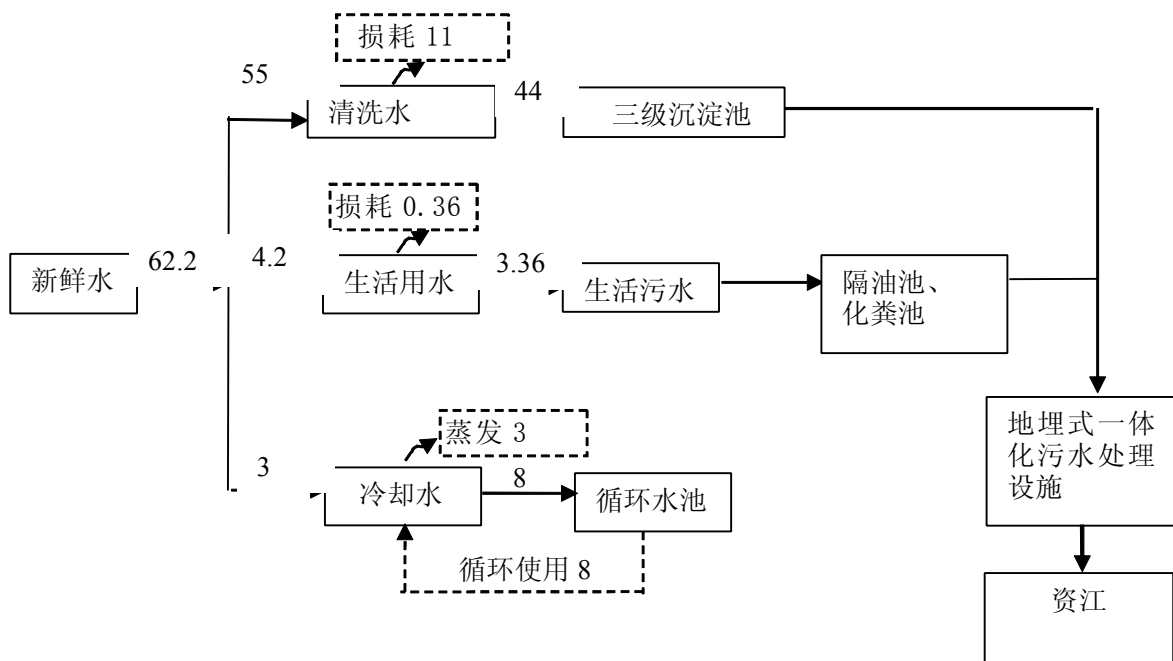 损耗 11
55
清洗水
44
三级沉淀池
损耗 0.36
新鲜水
62.2
4.2
生活用水
3.36
生活污水
隔油池、
化粪池
蒸发 3
3
冷却水
8
循环水池
循环使用 8
地埋式一体
化污水处理
设施
资江